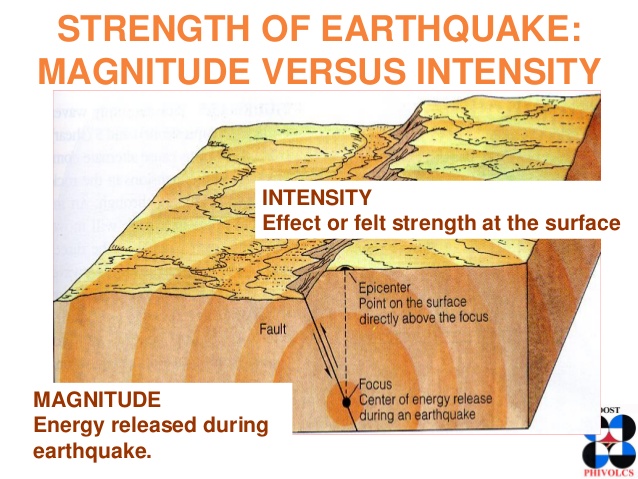 STRENGTH OF EARTHQUAKE:
MAGNITUDE VERSUS INTENSITY
INTENSITY
Effect or felt strength at the surface
Epicenter
Point on the surface
directly above the focus
Fault
Focus
Center of energy release
during an earthquake
MAGNITUDE
Energy released during
earthquake.
DOST
PHIVOLCS